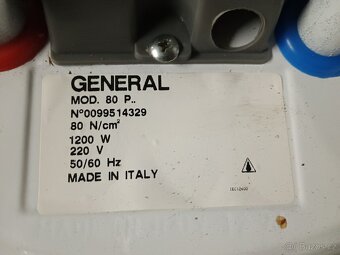 GENERAL
MOD. 80 P..
N°0099514329
80 N/cm²
1200 W
220 V
50/60 Hz
MADE IN ITALY